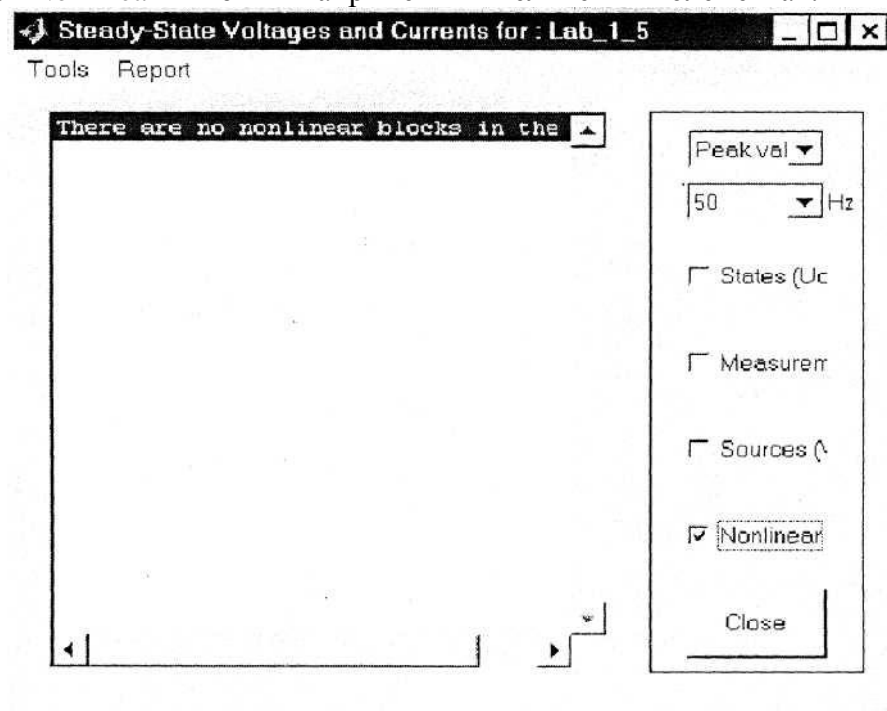 Steady-State Voltages and Currents for : Lab_1_5
Tools Report
There are no nonlinear blocks in the
Peak val
50 Hz
States (Uc
Measurem
Sources (V
Nonlinear
Close